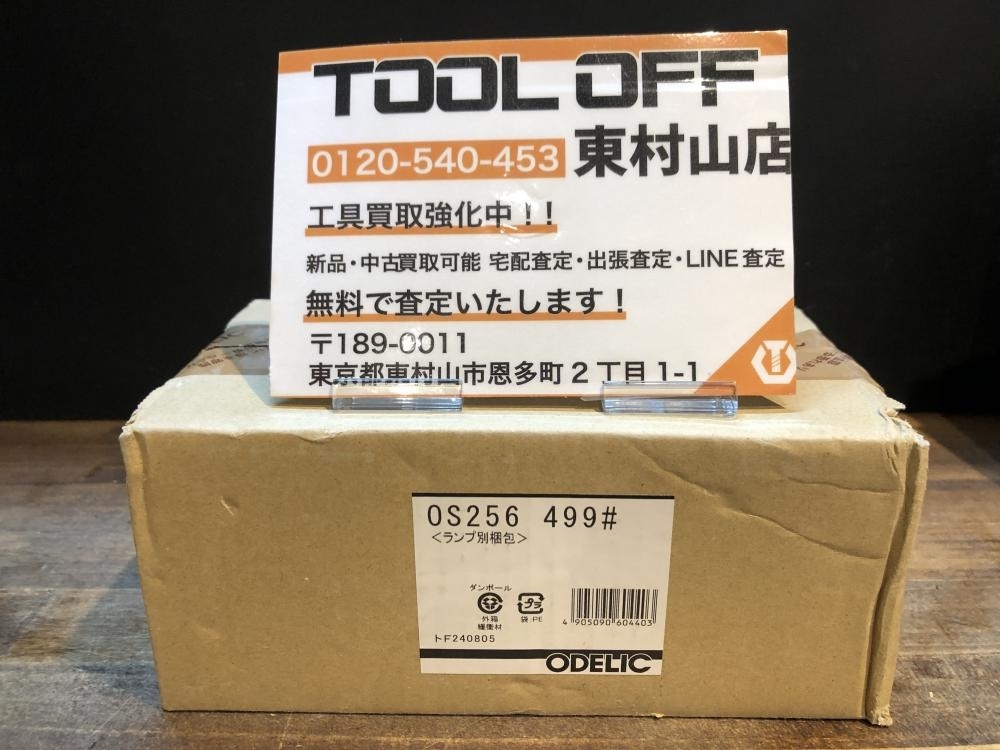 TOOL OFF
0120-540-453 東村山店
工具買取強化中！！
新品・中古買取可能 宅配査定・出張査定・LINE査定
無料で査定いたします！
〒189-0011
東京都東村山市恩多町2丁目1-1
OS256 499#
<ランプ別梱包>
ダンボール
外箱
緩衝材
プラ
袋:PE
4 905090 604403
トF240805
ODELIC